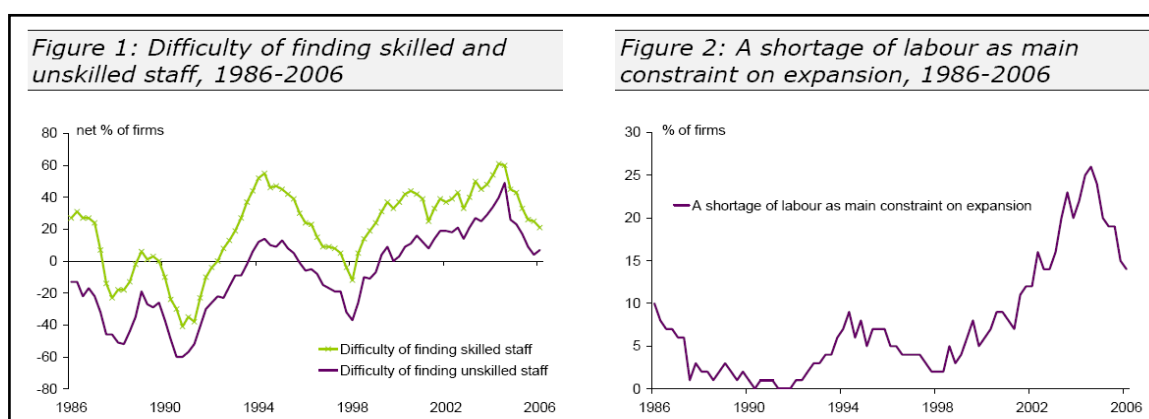 Figure 1: Difficulty of finding skilled and
unskilled staff, 1986-2006
net % of firms
80
60
40
20
0
-20
-40
-60
-80
Difficulty of finding skilled staff
Difficulty of finding unskilled staff
1986 1990 1994 1998 2002 2006
Figure 2: A shortage of labour as main
constraint on expansion, 1986-2006
% of firms
30
25
20
15
10
5
0
A shortage of labour as main constraint on expansion
1986 1990 1994 1998 2002 2006